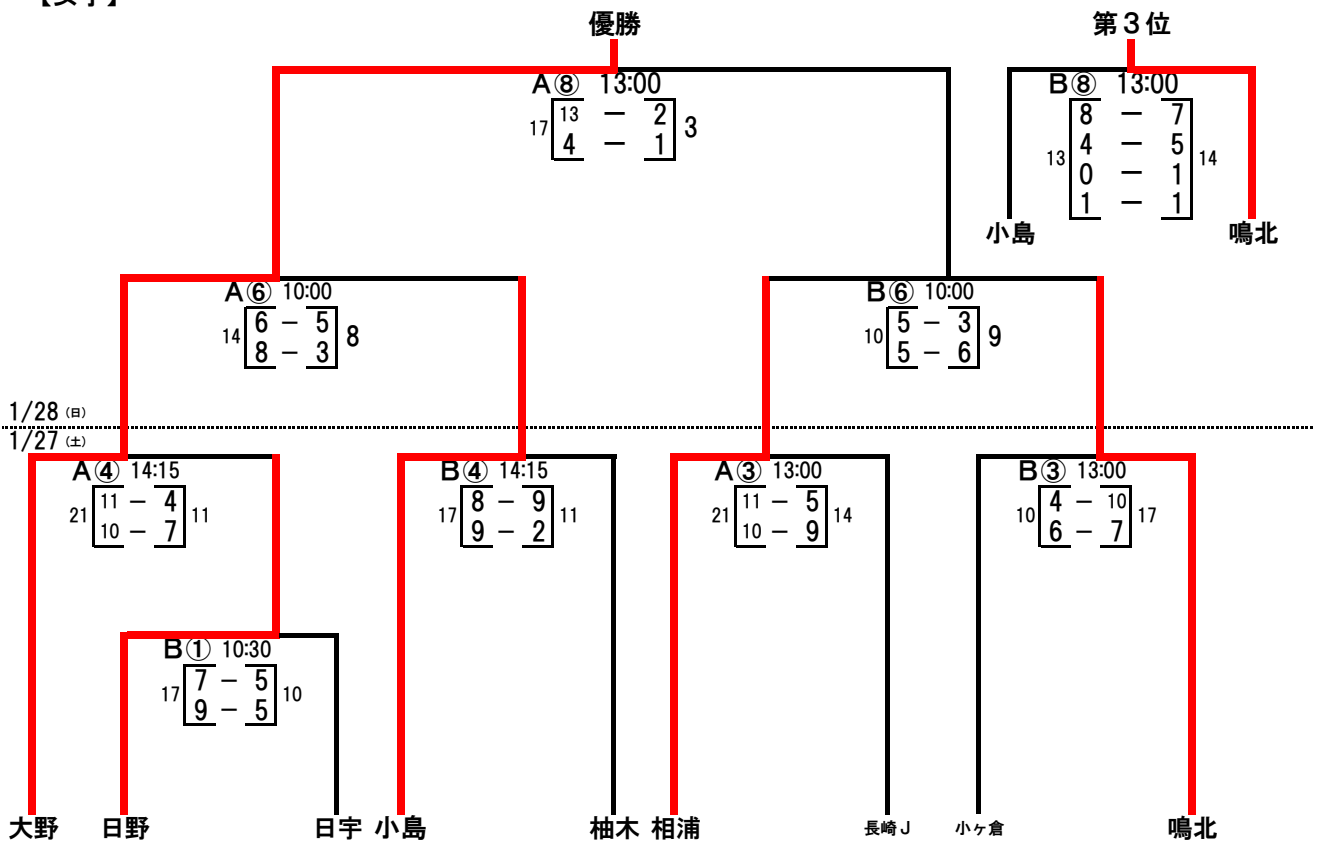 優勝
第３位
A⑧ 13:00
17 13 － 2 3
4 － 1
B⑧ 13:00
8 － 7
4 － 5
13 14
0 － 1
1 － 1
小島 鳴北
A⑥ 10:00
6 － 5
14 8
8 － 3
B⑥ 10:00
5 － 3
10 9
5 － 6
1/28 (日)
1/27 (土)
A④ 14:15
11 － 4
21 11
10 － 7
B④ 14:15
8 － 9
17 11
9 － 2
A③ 13:00
11 － 5
21 14
10 － 9
B③ 13:00
4 － 10
10 17
6 － 7
B① 10:30
7 － 5
17 10
9 － 5
大野 日野 日宇 小島 柚木 相浦 長崎Ｊ 小ヶ倉 鳴北